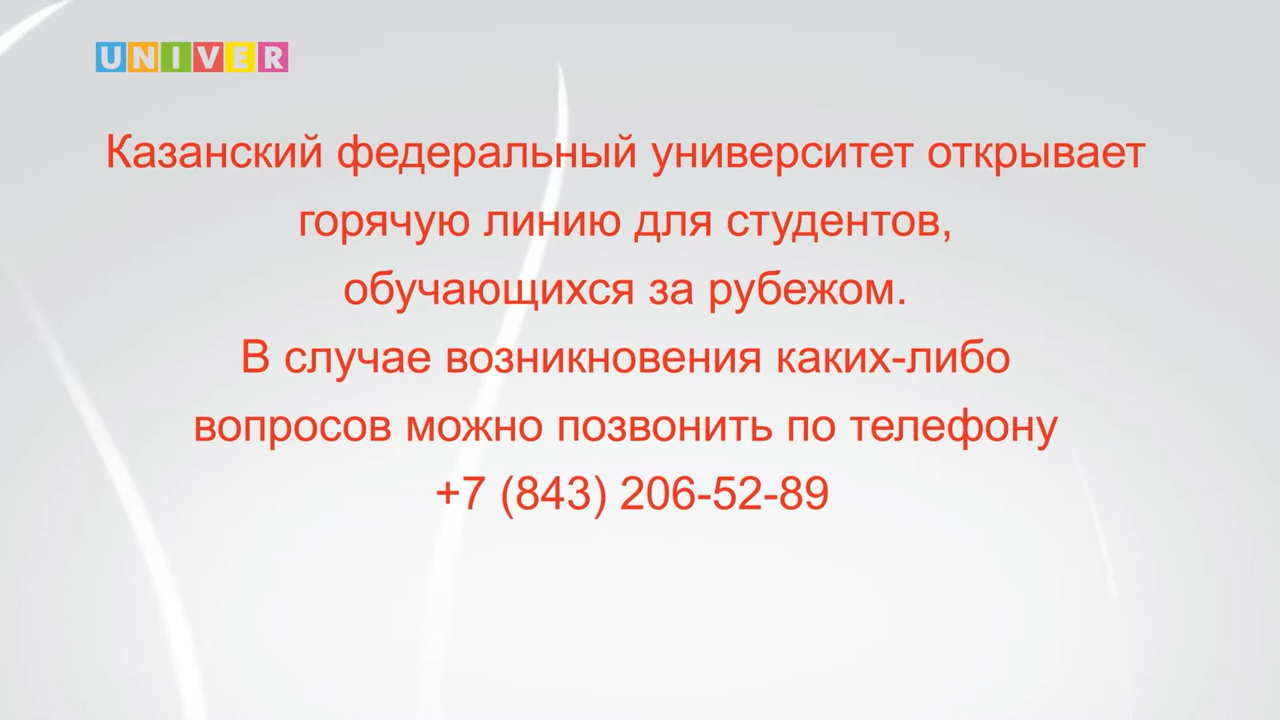 UNIVER
Казанский федеральный университет открывает
горячую линию для студентов,
обучающихся за рубежом.
В случае возникновения каких-либо
вопросов можно позвонить по телефону
+7 (843) 206-52-89